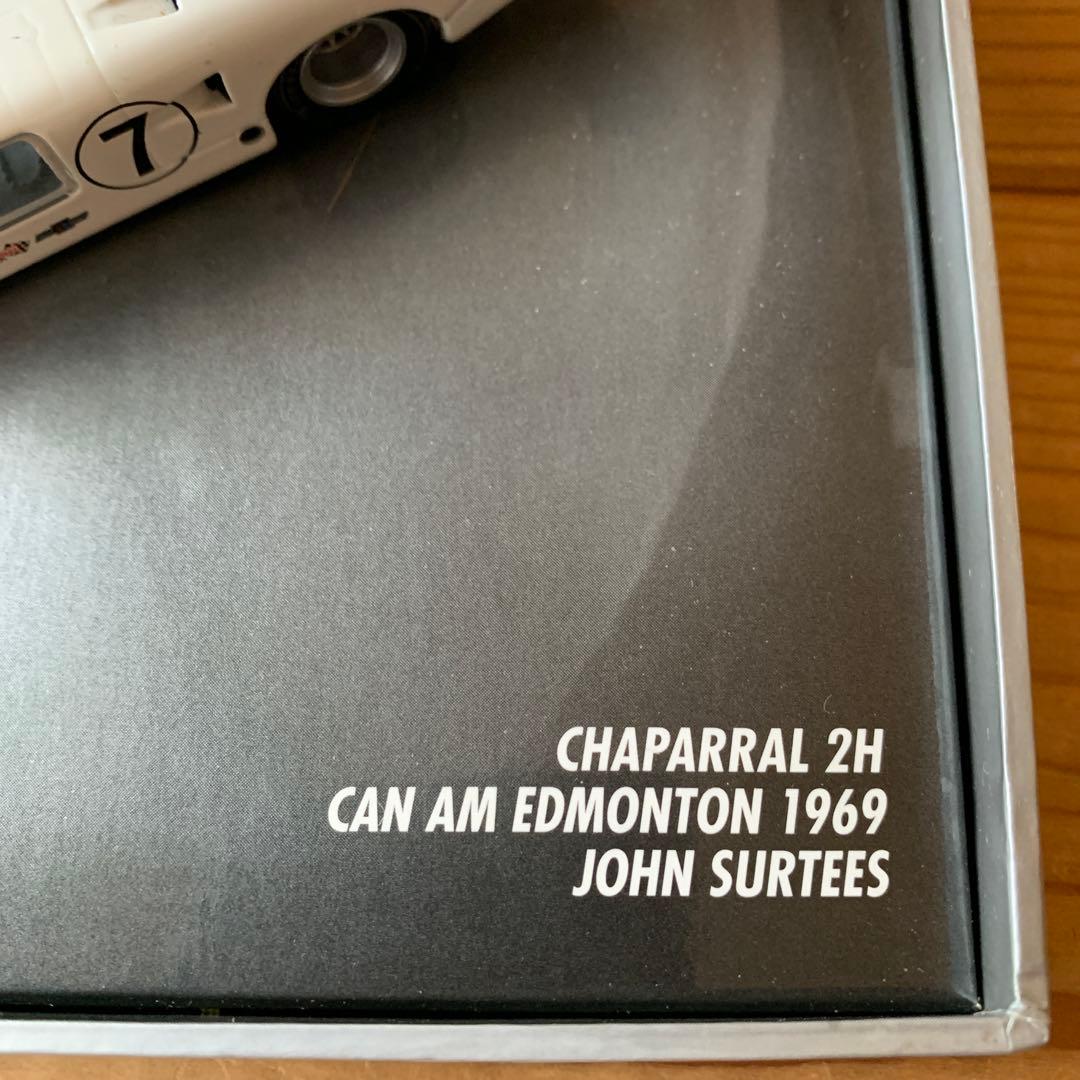 7
CHAPARRAL 2H
CAN AM EDMONTON 1969
JOHN SURTEES